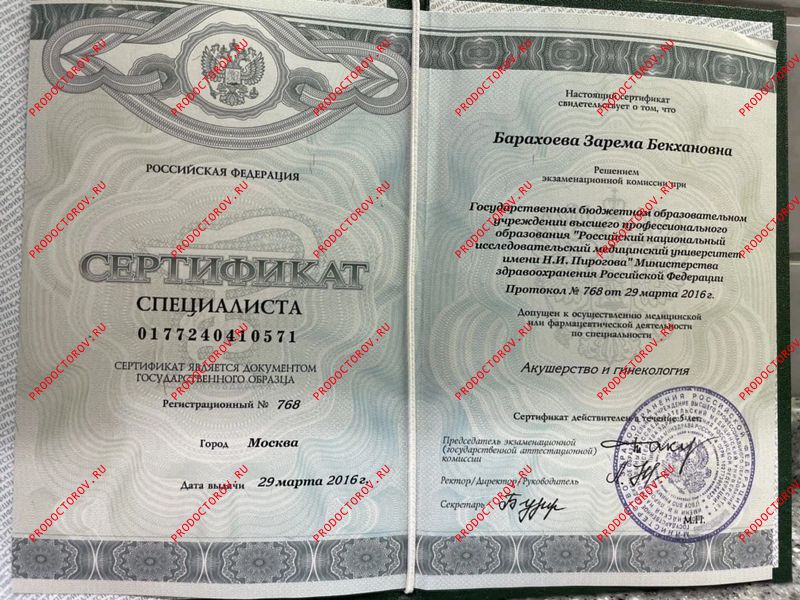 РОССИЙСКАЯ ФЕДЕРАЦИЯ
СЕРТИФИКАТ
СПЕЦИАЛИСТА
0177240410571
СЕРТИФИКАТ ЯВЛЯЕТСЯ ДОКУМЕНТОМ
ГОСУДАРСТВЕННОГО ОБРАЗЦА
Регистрационный № 768
Город Москва
Дата выдачи 29 марта 2016 г.
Настоящий сертификат
свидетельствует о том, что
Барахоева Зарема Бекхановна
Решением
экзаменационной комиссии при
Государственном бюджетном образовательном
учреждении высшего профессионального
образования "Российский национальный
исследовательский медицинский университет
имени Н.И. Пирогова" Министерства
здравоохранения Российской Федерации
Протокол № 768 от 29 марта 2016 г.
Допущен к осуществлению медицинской
или фармацевтической деятельности
по специальности
Акушерство и гинекология
Сертификат действителен в течение 5 лет.
Председатель экзаменационной
(государственной аттестационной)
комиссии
Ректор/Директор/Руководитель
Секретарь
М.П.
PRODOCTOROV.RU